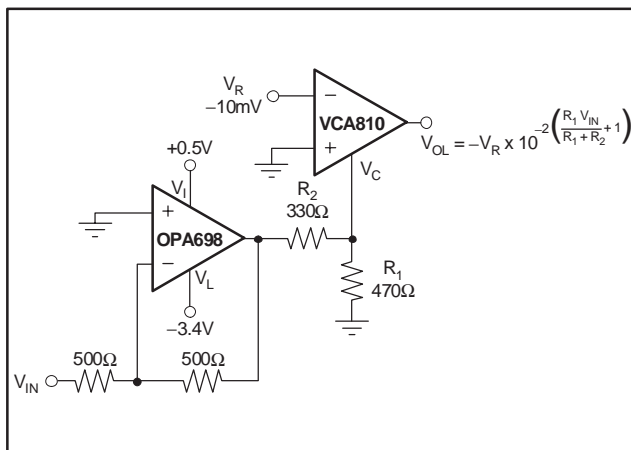 V_R
−10mV
−
VCA810
+
V_C
V_OL = −V_R x 10^−2(R_1 V_IN / R_1 + R_2 + 1)
+0.5V
V_I
+
OPA698
−
V_L
−3.4V
R_2
330Ω
R_1
470Ω
500Ω
500Ω
V_IN